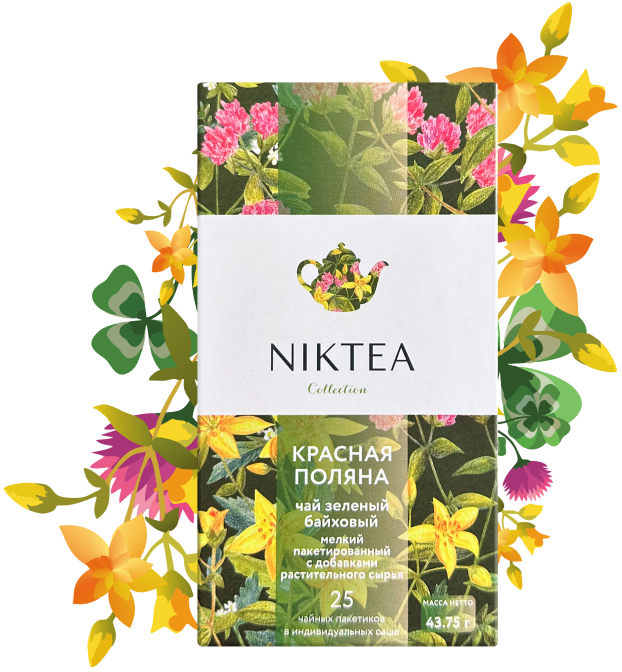 NIKTEA
Collection
КРАСНАЯ
ПОЛЯНА
чай зеленый
байховый
мелкий
пакетированный
с добавками
растительного сырья
25
чайных пакетиков
в индивидуальных саше
МАССА НЕТТО
43.75 г